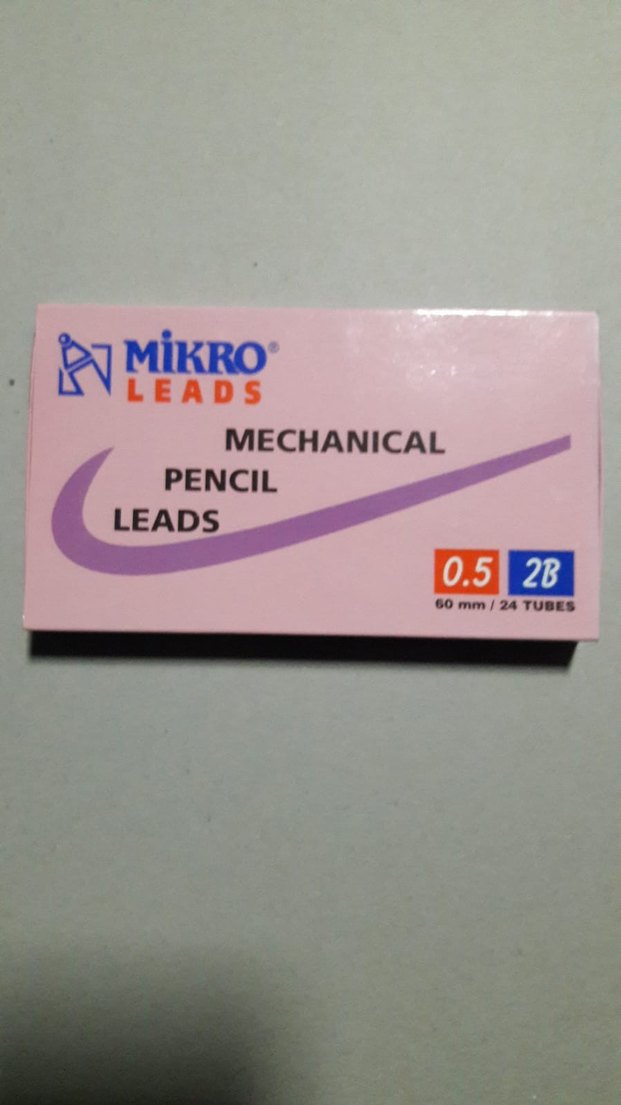 MiKRO®
LEADS
MECHANICAL
PENCIL
LEADS
0.5 2B
60 mm / 24 TUBES